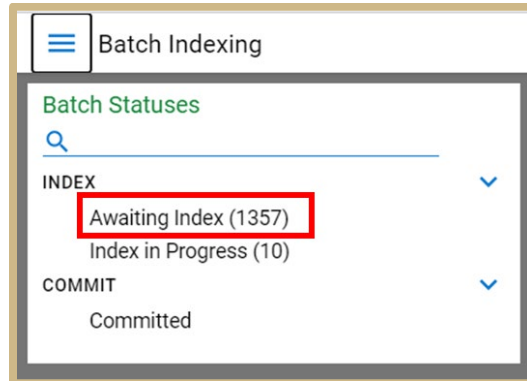 Batch Indexing
Batch Statuses
INDEX
Awaiting Index (1357)
Index in Progress (10)
COMMIT
Committed